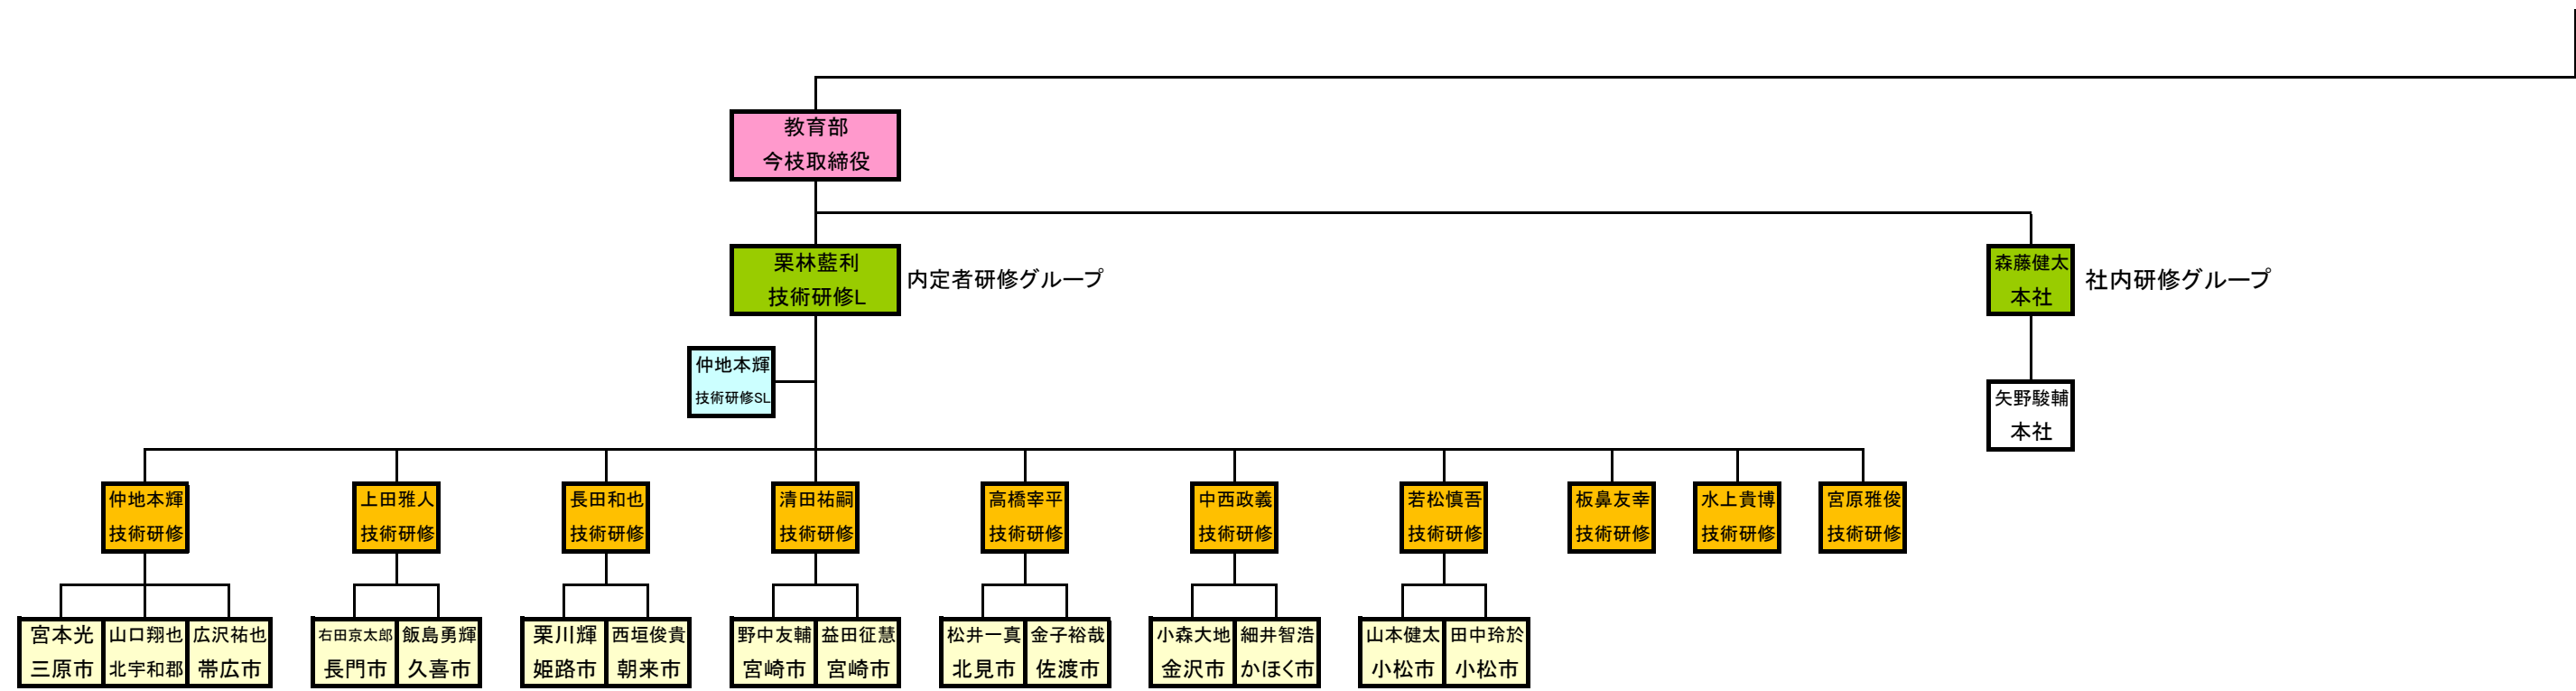 教育部
今枝取締役
栗林藍利
技術研修L
内定者研修グループ
森藤健太
本社
社内研修グループ
仲地本輝
技術研修SL
矢野駿輔
本社
仲地本輝
技術研修
上田雅人
技術研修
長田和也
技術研修
清田祐嗣
技術研修
高橋宰平
技術研修
中西政義
技術研修
若松慎吾
技術研修
板鼻友幸
技術研修
水上貴博
技術研修
宮原雅俊
技術研修
宮本光
三原市
山口翔也
北宇和郡
広沢祐也
帯広市
右田京太郎
長門市
飯島勇輝
久喜市
栗川輝
姫路市
西垣俊貴
朝来市
野中友輔
宮崎市
益田征慧
宮崎市
松井一真
北見市
金子裕哉
佐渡市
小森大地
金沢市
細井智浩
かほく市
山本健太
小松市
田中玲於
小松市